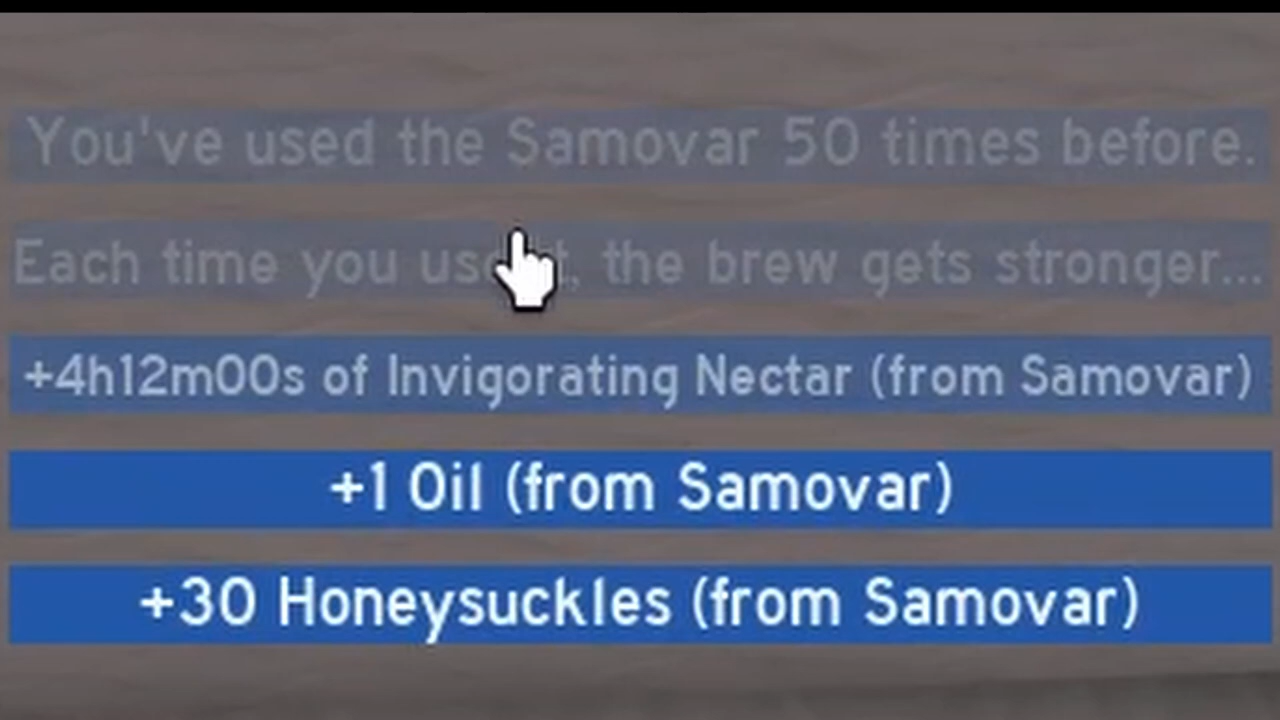 You've used the Samovar 50 times before.
Each time you use it, the brew gets stronger...
+4h12m00s of Invigorating Nectar (from Samovar)
+1 Oil (from Samovar)
+30 Honeysuckles (from Samovar)